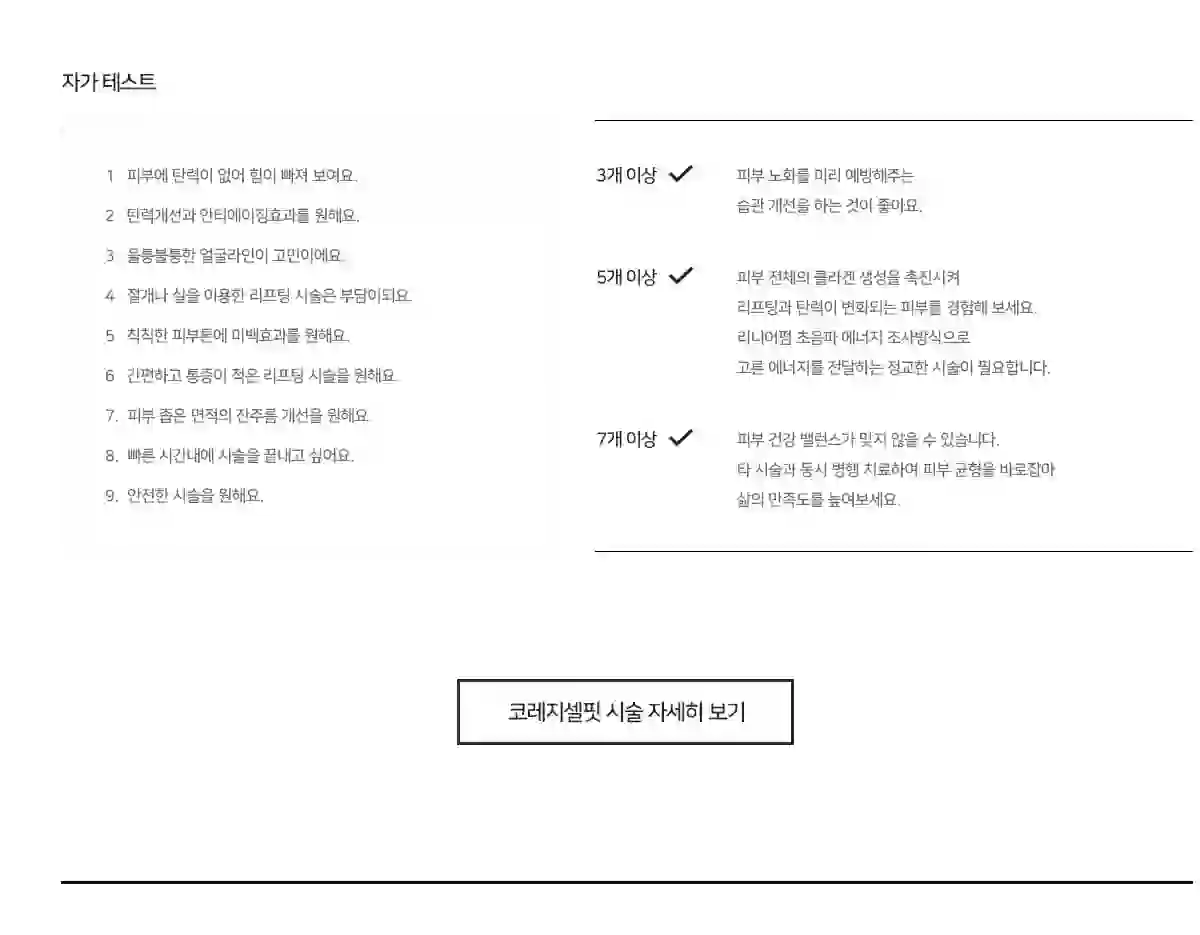 자가 테스트
1 피부에 탄력이 없어 힘이 빠져 보여요.
2 탄력개선과 안티에이징효과를 원해요.
3 울퉁불퉁한 얼굴라인이 고민이에요.
4 절개나 실을 이용한 리프팅 시술은 부담이되요.
5 칙칙한 피부톤에 미백효과를 원해요.
6 간편하고 통증이 적은 리프팅 시술을 원해요.
7. 피부 좁은 면적의 잔주름 개선을 원해요.
8. 빠른 시간내에 시술을 끝내고 싶어요.
9. 안전한 시술을 원해요.
3개 이상
피부 노화를 미리 예방해주는
습관 개선을 하는 것이 좋아요.
5개 이상
피부 전체의 콜라겐 생성을 촉진시켜
리프팅과 탄력이 변화되는 피부를 경험해 보세요.
리니어펌 초음파 에너지 조사방식으로
고른 에너지를 전달하는 정교한 시술이 필요합니다.
7개 이상
피부 건강 밸런스가 맞지 않을 수 있습니다.
타 시술과 동시 병행 치료하여 피부 균형을 바로잡아
삶의 만족도를 높여보세요.
코레지셀핏 시술 자세히 보기